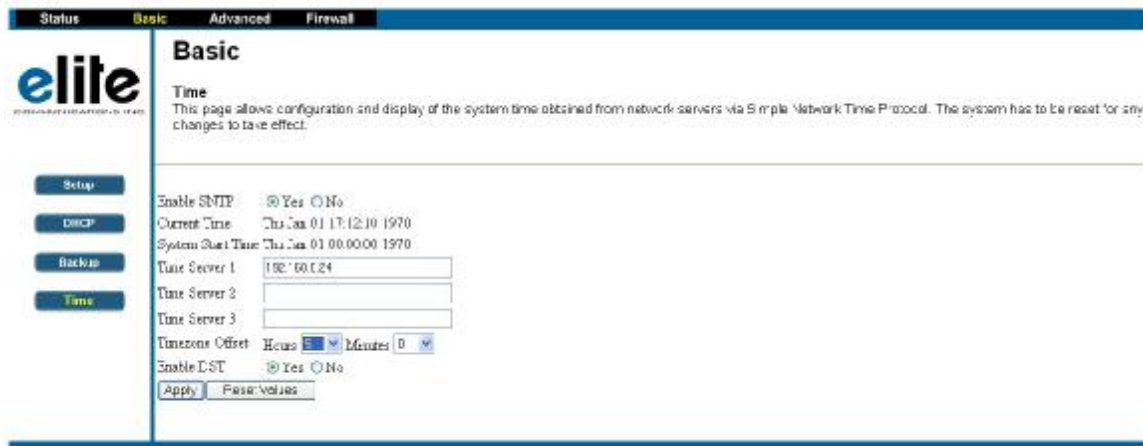 Status Basic Advanced Firewall
elite
Basic
Time
This page allows configuration and display of the system time obtained from network servers via Simple Network Time Protocol. The system has to be reset for any
changes to take effect.
Setup
DHCP
Backup
Time
Enable SNTP Yes No
Current Time Thu Jan 01 17:12:10 1970
System Start Time Thu Jan 01 00:00:00 1970
Time Server 1
Time Server 2
Time Server 3
Timezone Offset Hours Minutes 0
Enable DST Yes No
Apply Reset Values